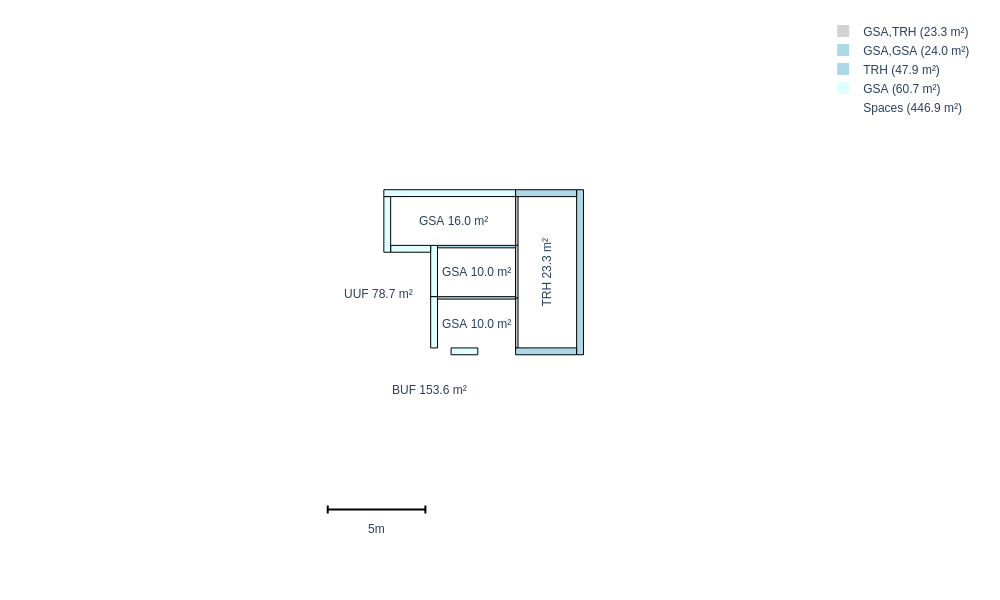 GSA,TRH (23.3 m²)
GSA,GSA (24.0 m²)
TRH (47.9 m²)
GSA (60.7 m²)
Spaces (446.9 m²)
GSA 16.0 m²
TRH 23.3 m²
GSA 10.0 m²
UUF 78.7 m²
GSA 10.0 m²
BUF 153.6 m²
5m